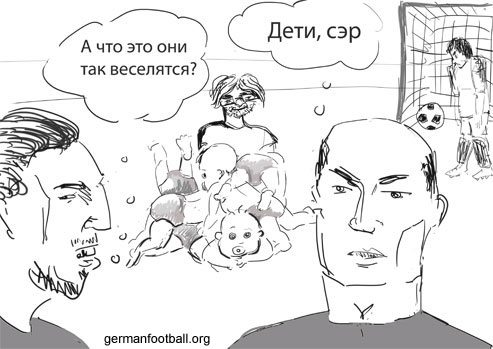 А что это они
так веселятся?
Дети, сэр
germanfootball.org